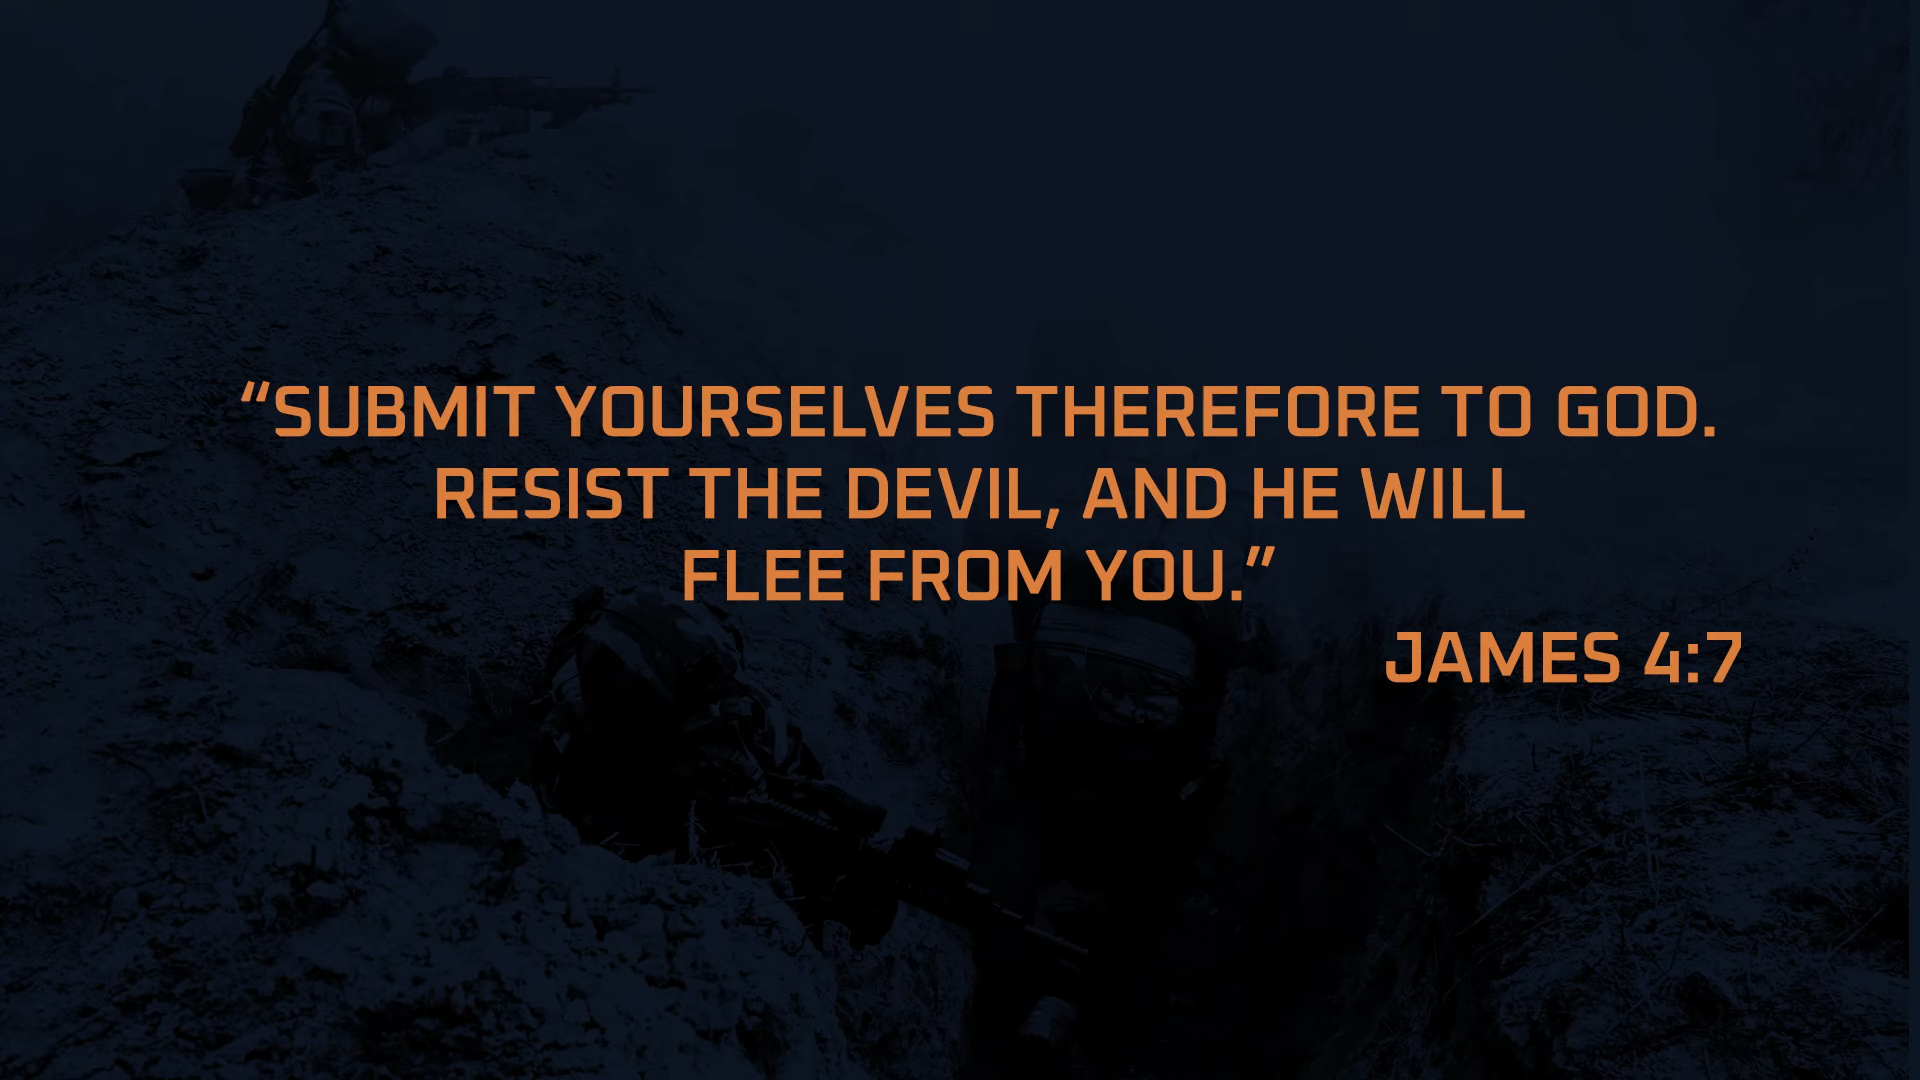 “SUBMIT YOURSELVES THEREFORE TO GOD.
RESIST THE DEVIL, AND HE WILL
FLEE FROM YOU.”
JAMES 4:7